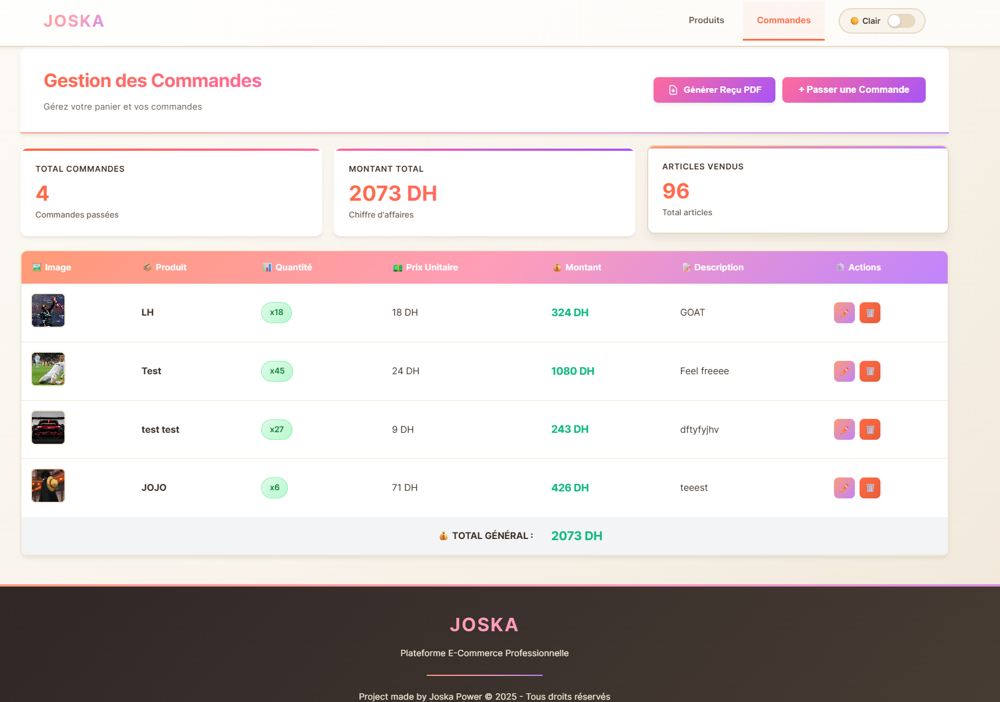 JOSKA
Produits
Commandes
Clair
Gestion des Commandes
Gérez votre panier et vos commandes
Générer Reçu PDF
+ Passer une Commande
TOTAL COMMANDES
4
Commandes passées
MONTANT TOTAL
2073 DH
Chiffre d'affaires
ARTICLES VENDUS
96
Total articles
Image Produit Quantité Prix Unitaire Montant Description Actions
LH x18 18 DH 324 DH GOAT
Test x45 24 DH 1080 DH Feel freeee
test test x27 9 DH 243 DH dftyfyjhv
JOJO x6 71 DH 426 DH teeest
TOTAL GÉNÉRAL : 2073 DH
JOSKA
Plateforme E-Commerce Professionnelle
Project made by Joska Power © 2025 - Tous droits réservés